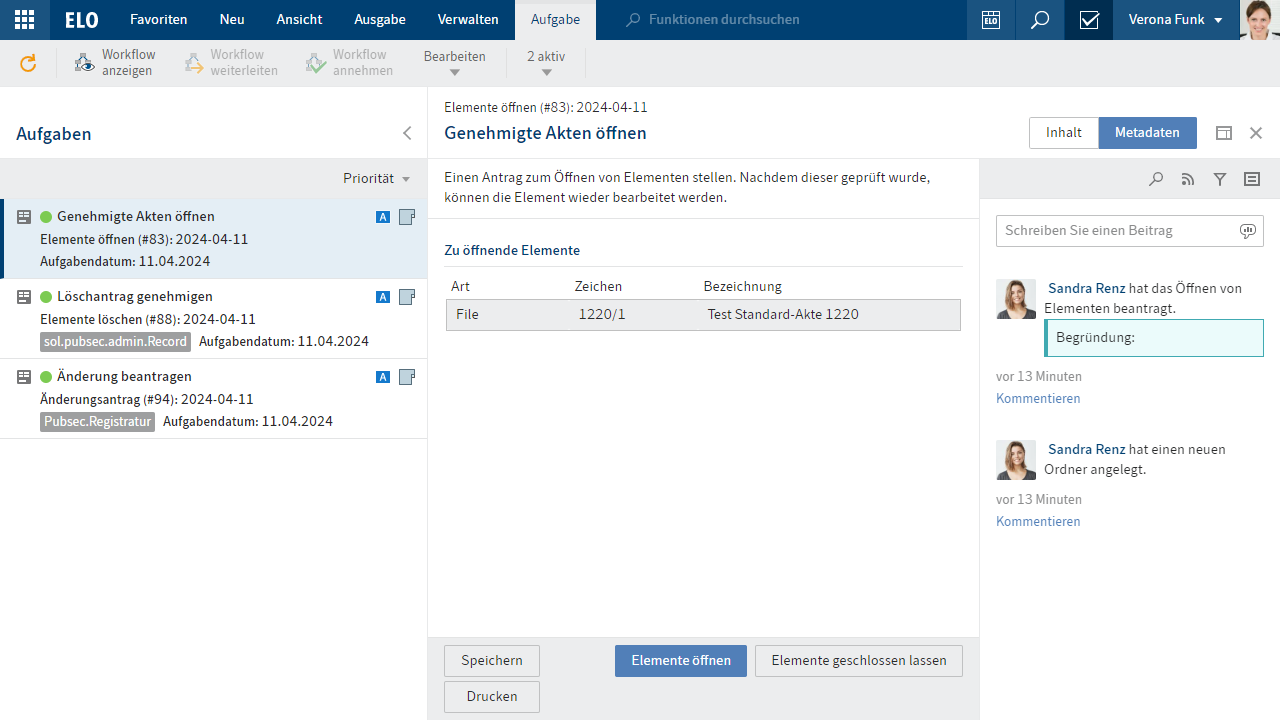 ELO Favoriten Neu Ansicht Ausgabe Verwalten Aufgabe Funktionen durchsuchen ELO Verona Funk
Workflow anzeigen
Workflow weiterleiten
Workflow annehmen
Bearbeiten
2 aktiv
Aufgaben
Priorität
Genehmigte Akten öffnen A
Elemente öffnen (#83): 2024-04-11
Aufgabendatum: 11.04.2024
Löschantrag genehmigen A
Elemente löschen (#88): 2024-04-11
sol.pubsec.admin.Record Aufgabendatum: 11.04.2024
Änderung beantragen A
Änderungsantrag (#94): 2024-04-11
Pubsec.Registratur Aufgabendatum: 11.04.2024
Elemente öffnen (#83): 2024-04-11
Genehmigte Akten öffnen
Inhalt Metadaten
Einen Antrag zum Öffnen von Elementen stellen. Nachdem dieser geprüft wurde,
können die Element wieder bearbeitet werden.
Zu öffnende Elemente
Art Zeichen Bezeichnung
File 1220/1 Test Standard-Akte 1220
Speichern Elemente öffnen Elemente geschlossen lassen
Drucken
Schreiben Sie einen Beitrag
Sandra Renz hat das Öffnen von
Elementen beantragt.
Begründung:
vor 13 Minuten
Kommentieren
Sandra Renz hat einen neuen
Ordner angelegt.
vor 13 Minuten
Kommentieren